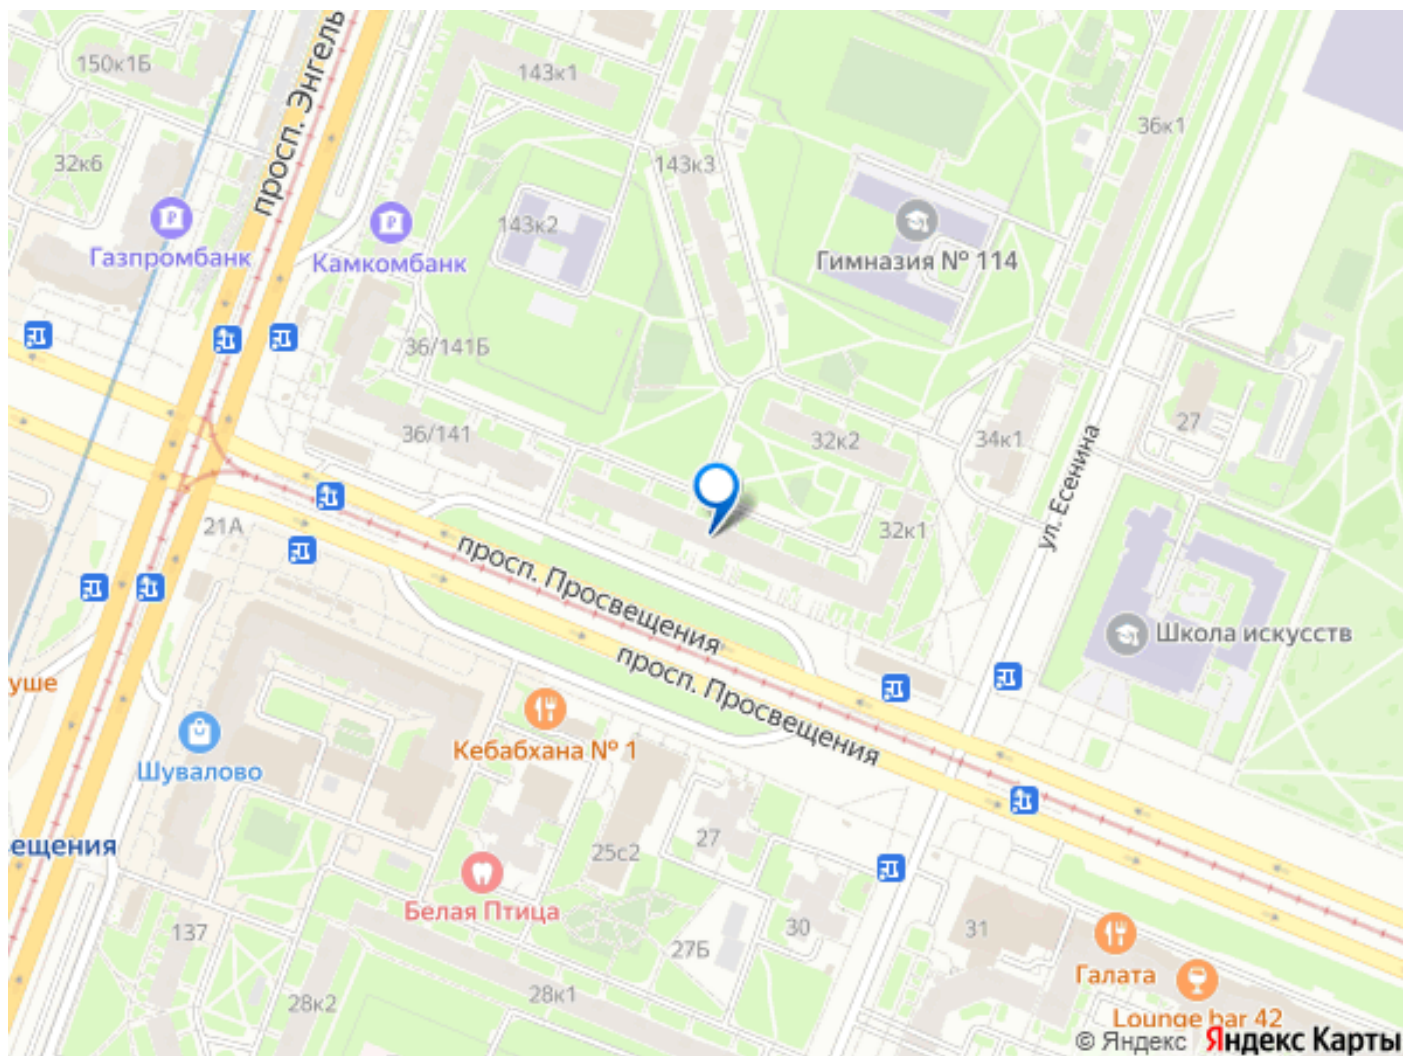 150к1Б
143к1
просп. Энгель
36к1
32к6
143к3
143к2
Газпромбанк
Камкомбанк
Гимназия № 114
36/141Б
36/141
32к2
34к1
27
ул. Есенина
21А
32к1
просп. Просвещения
просп. Просвещения
Школа искусств
уше
Кебабхана № 1
Шувалово
ещения
25с2
27
Белая Птица
137
27Б
30
31
Галата
28к2
28к1
Lounge bar 42
© Яндекс Яндекс Карты